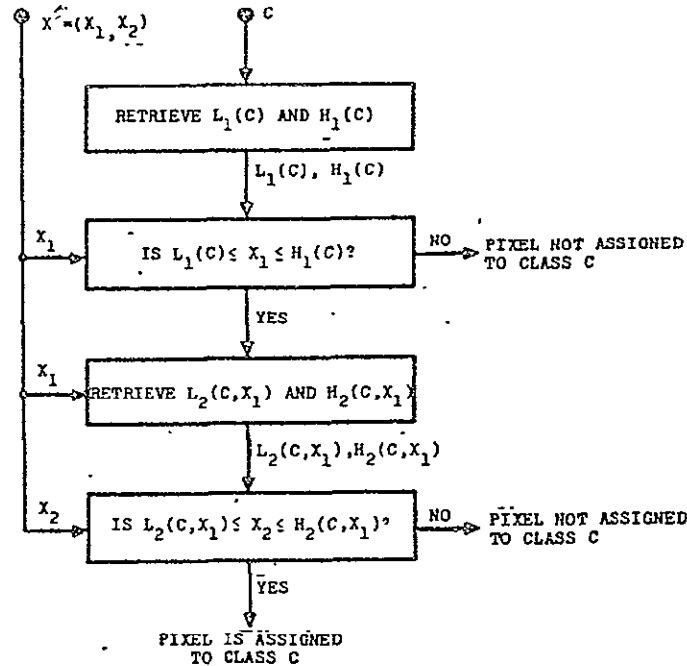 X=(X₁,X₂)
C
RETRIEVE L₁(C) AND H₁(C)
L₁(C), H₁(C)
X₁
IS L₁(C)≤ X₁ ≤ H₁(C)?
NO
PIXEL NOT ASSIGNED
TO CLASS C
YES
X₁
RETRIEVE L₂(C,X₁) AND H₂(C,X₁)
L₂(C,X₁),H₂(C,X₁)
X₂
IS L₂(C,X₁)≤ X₂ ≤ H₂(C,X₁)?
NO
PIXEL NOT ASSIGNED
TO CLASS C
YES
PIXEL IS ASSIGNED
TO CLASS C